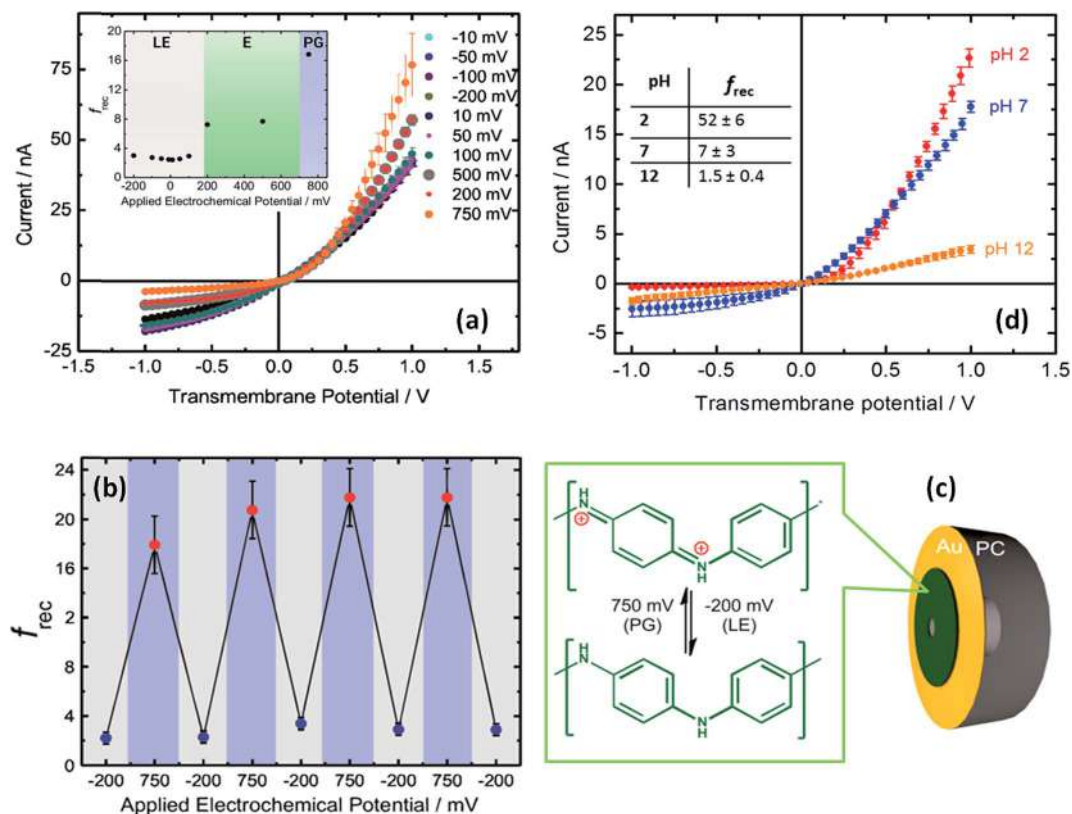 LE E PG
20
16
12
8
4
0
f_rec
-200 0 200 400 600 800
Applied Electrochemical Potential / mV
-10 mV
-50 mV
-100 mV
-200 mV
10 mV
50 mV
100 mV
500 mV
200 mV
750 mV
75
50
25
0
-25
Current / nA
(a)
-1.0 -0.5 0.0 0.5 1.0 1.5
Transmembrane Potential / V
25
20
15
10
5
0
-5
Current / nA
pH f_rec
2 52 ± 6
7 7 ± 3
12 1.5 ± 0.4
pH 2
pH 7
pH 12
(d)
-1.0 -0.5 0.0 0.5 1.0 1.5
Transmembrane potential / V
(b)
24
20
16
2
8
4
0
f_rec
-200 750 -200 750 -200 750 -200 750 -200
Applied Electrochemical Potential / mV
H
N
⊕
⊕
N
H
750 mV -200 mV
(PG) (LE)
H
N
N
H
(c)
Au PC